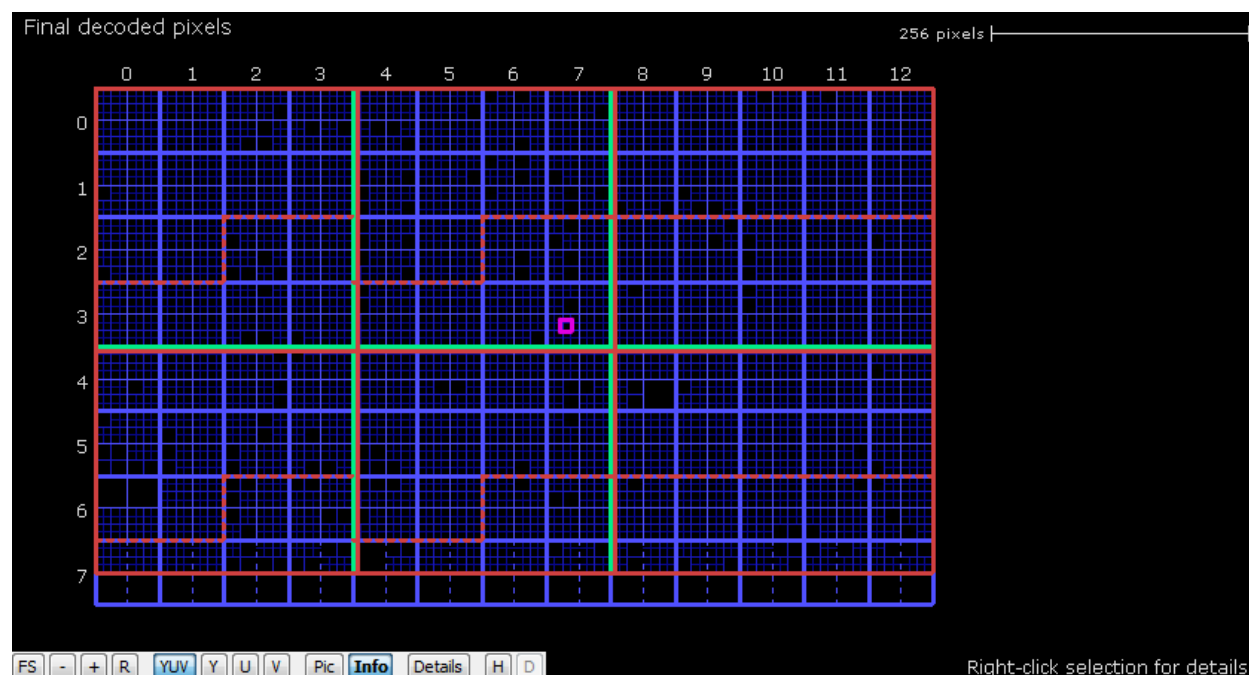 Final decoded pixels
256 pixels
0 1 2 3 4 5 6 7 8 9 10 11 12
0
1
2
3
4
5
6
7
FS - + R YUV Y U V Pic Info Details H D
Right-click selection for details